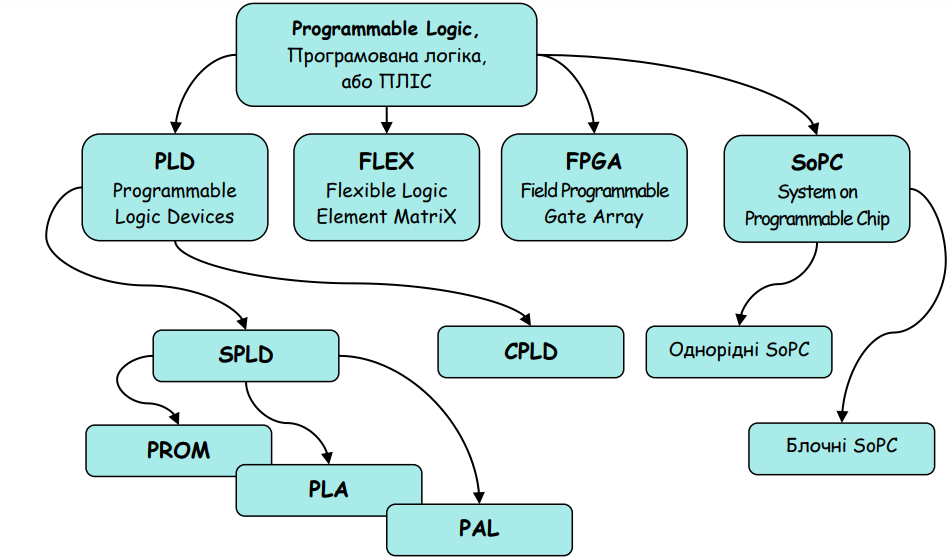 Programmable Logic,
Програмована логіка,
або ПЛІС
PLD
Programmable
Logic Devices
FLEX
Flexible Logic
Element MatriX
FPGA
Field Programmable
Gate Array
SoPC
System on
Programmable Chip
SPLD
CPLD
Однорідні SoPC
PROM
PLA
PAL
Блочні SoPC